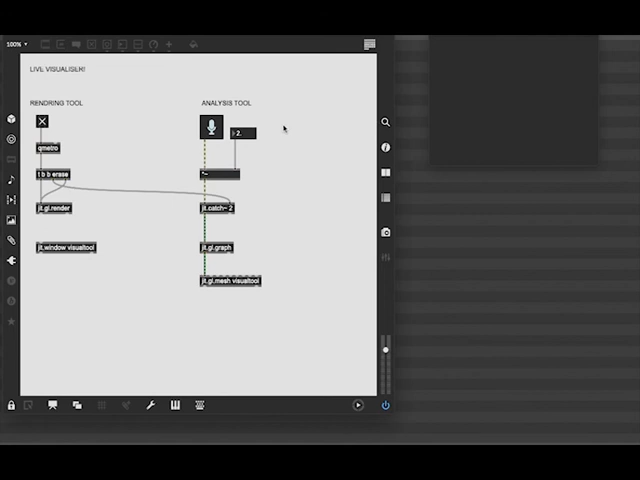 100%
LIVE VISUALISER!
RENDRING TOOL
ANALYSIS TOOL
2.
qmetro
t b b erase
*~
jit.gl.render
jit.catch~ 2
jit.window visualtool
jit.gl.graph
jit.gl.mesh visualtool